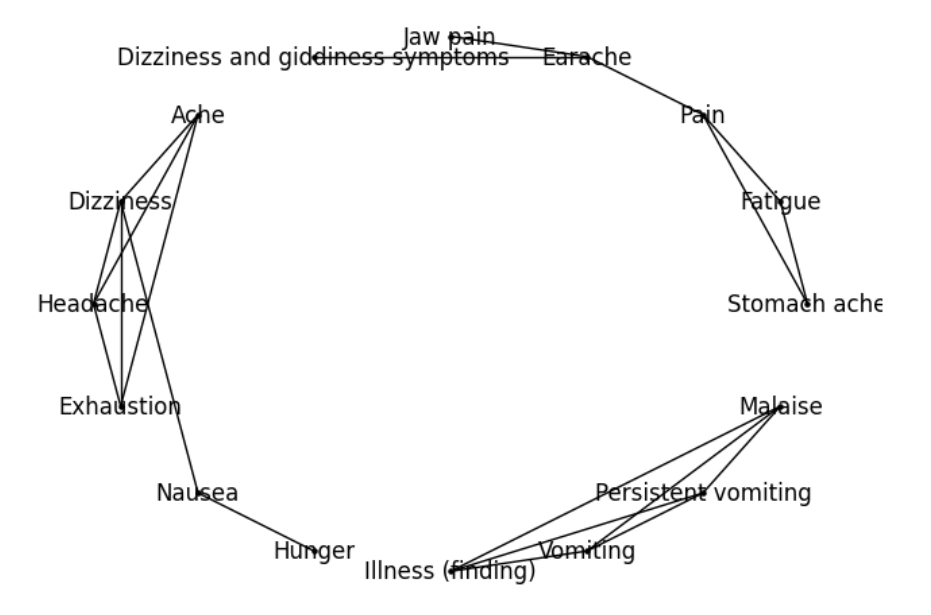 Jaw pain
Dizziness and giddiness symptoms
Earache
Ache
Pain
Dizziness
Fatigue
Headache
Stomach ache
Exhaustion
Malaise
Nausea
Persistent vomiting
Hunger
Vomiting
Illness (finding)